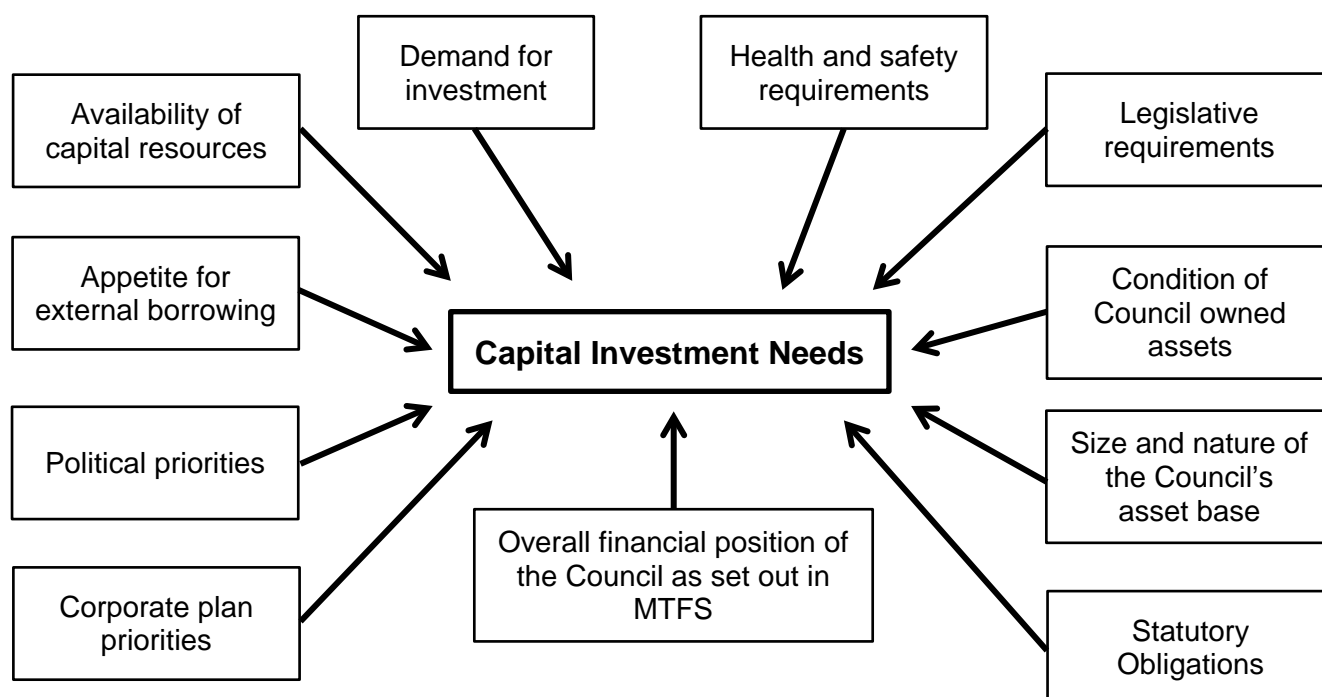 Demand for
investment
Health and safety
requirements
Availability of
capital resources
Legislative
requirements
Appetite for
external borrowing
Condition of
Council owned
assets
Capital Investment Needs
Political priorities
Size and nature of
the Council’s
asset base
Overall financial position of
the Council as set out in
MTFS
Corporate plan
priorities
Statutory
Obligations